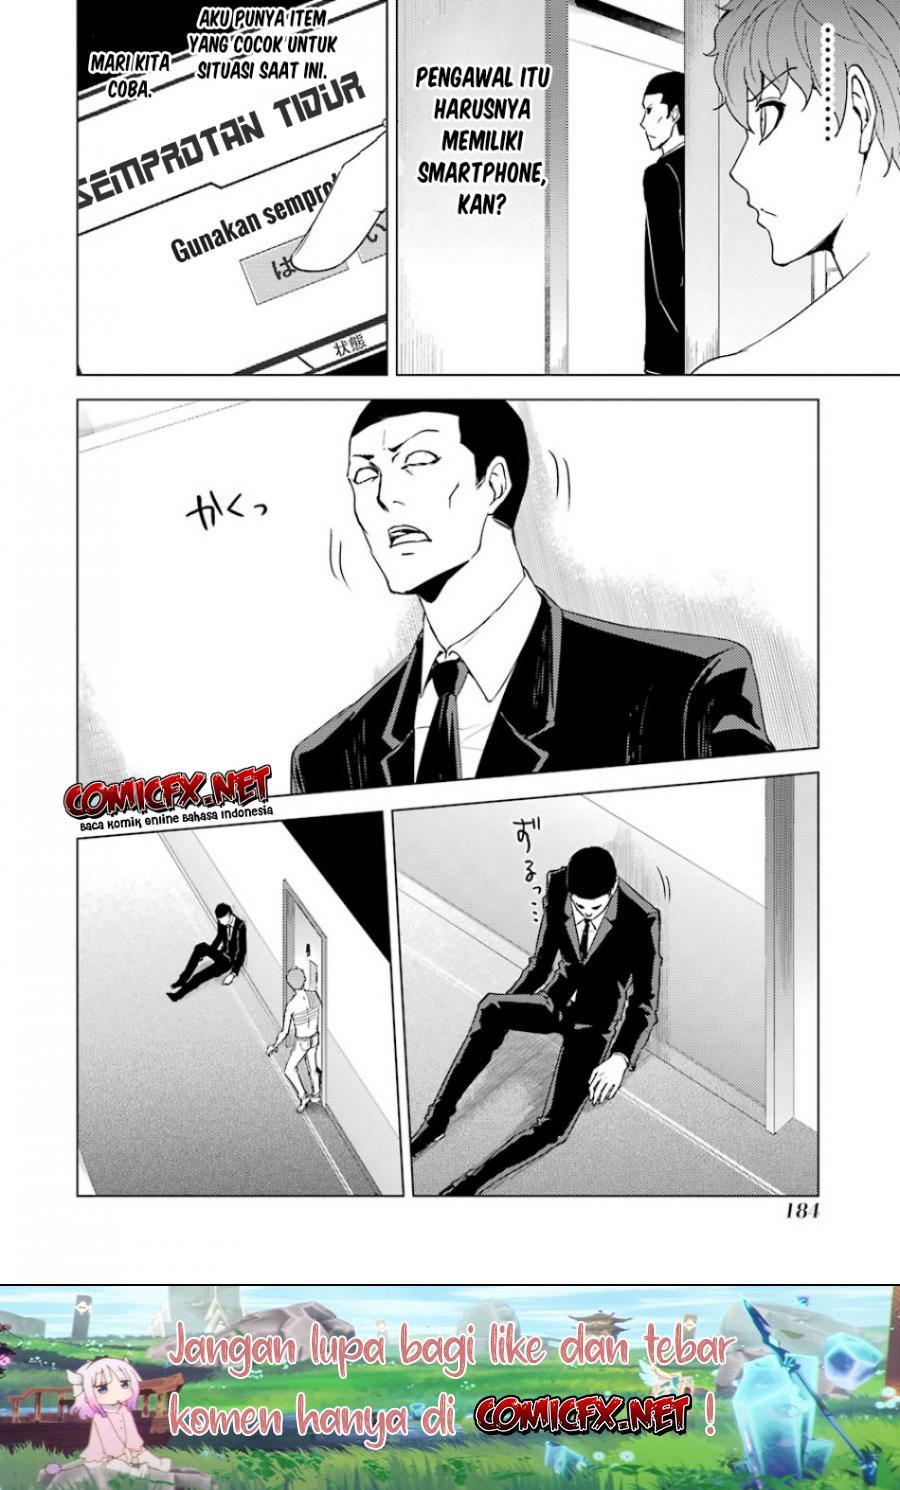 PENGAWAL ITU
HARUSNYA
MEMILIKI
SMARTPHONE,
KAN?
AKU PUNYA ITEM
YANG COCOK UNTUK
SITUASI SAAT INI.
MARI KITA
COBA.
SEMPROTAN TIDUR
Gunakan sempro
は
い
状態
かくっ
ずるっ…
COMICFX.NET
Baca Komik Online Bahasa Indonesia
184
Jangan lupa bagi like dan tebar
komen hanya di COMICFX.NET !